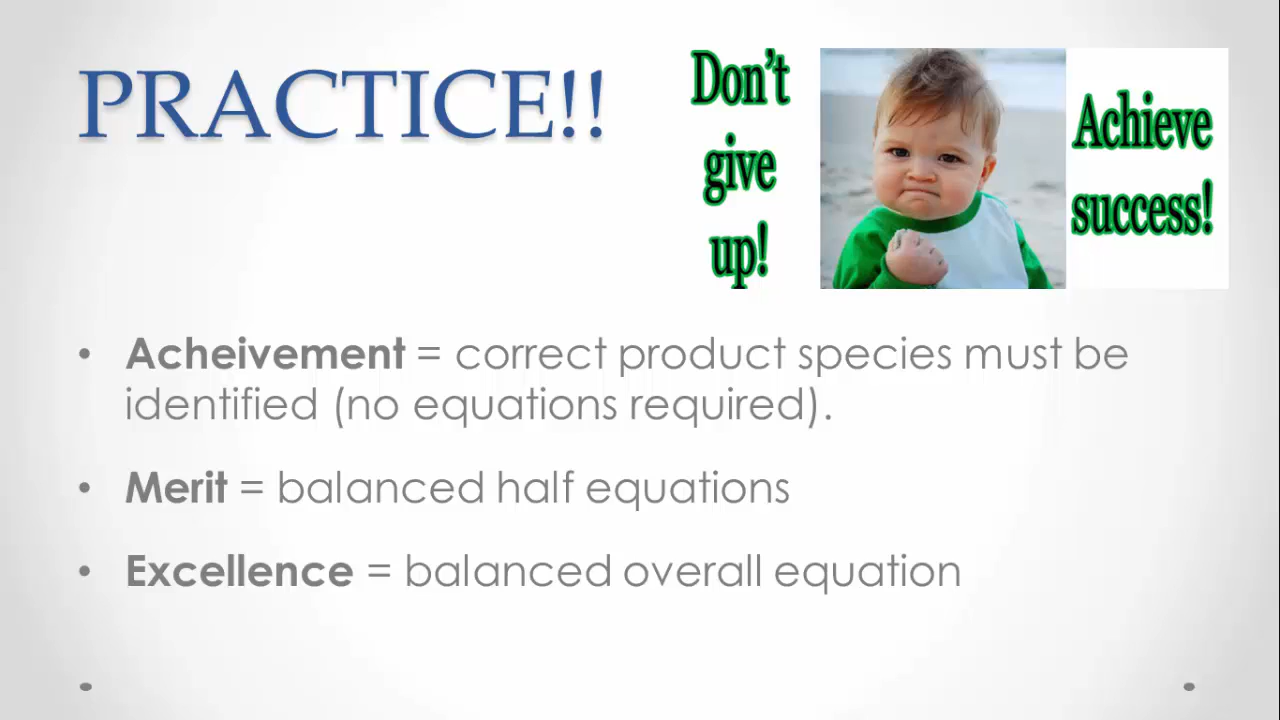 PRACTICE!!
Don't
give
up!
Achieve
success!
• Acheivement = correct product species must be
identified (no equations required).
• Merit = balanced half equations
• Excellence = balanced overall equation